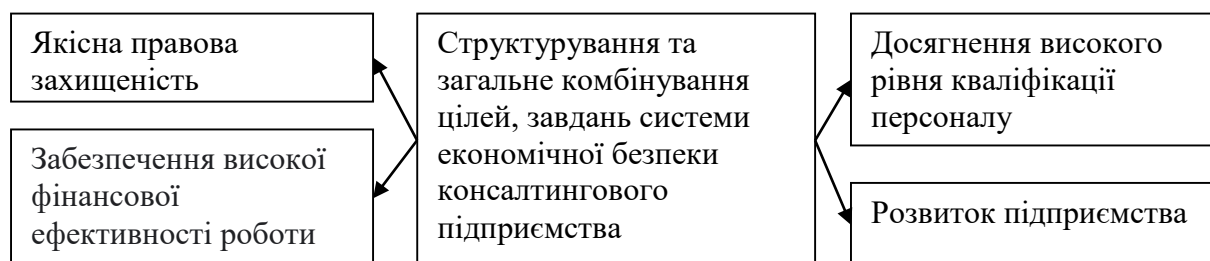 Якісна правова
захищеність
Забезпечення високої
фінансової
ефективності роботи
Структурування та
загальне комбінування
цілей, завдань системи
економічної безпеки
консалтингового
підприємства
Досягнення високого
рівня кваліфікації
персоналу
Розвиток підприємства